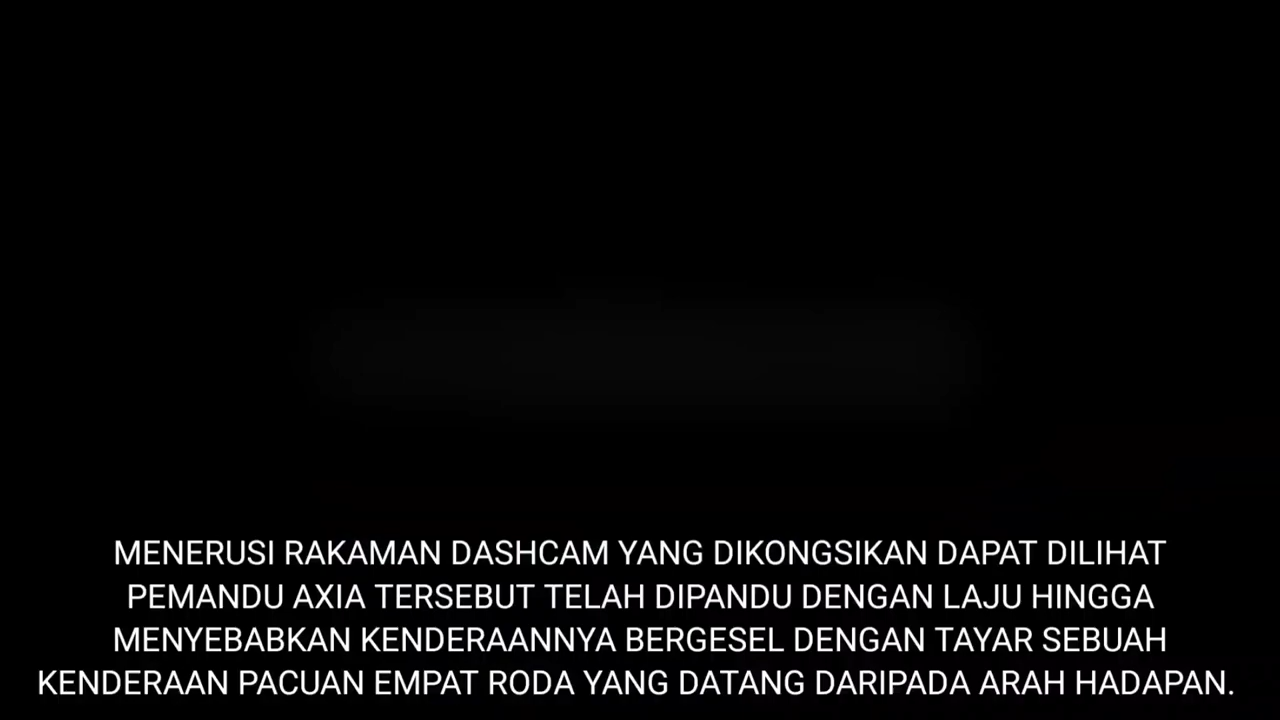 MENERUSI RAKAMAN DASHCAM YANG DIKONGSIKAN DAPAT DILIHAT
PEMANDU AXIA TERSEBUT TELAH DIPANDU DENGAN LAJU HINGGA
MENYEBABKAN KENDERAANNYA BERGESEL DENGAN TAYAR SEBUAH
KENDERAAN PACUAN EMPAT RODA YANG DATANG DARIPADA ARAH HADAPAN.